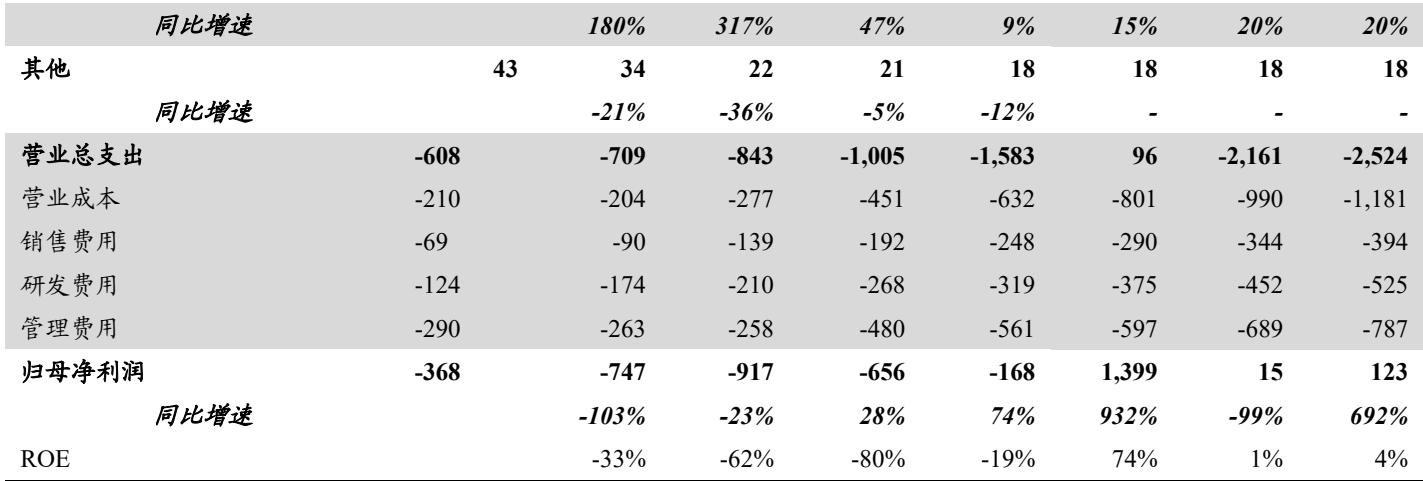 同比增速 180% 317% 47% 9% 15% 20% 20%
其他 43 34 22 21 18 18 18 18
同比增速 -21% -36% -5% -12% - - -
营业总支出 -608 -709 -843 -1,005 -1,583 96 -2,161 -2,524
营业成本 -210 -204 -277 -451 -632 -801 -990 -1,181
销售费用 -69 -90 -139 -192 -248 -290 -344 -394
研发费用 -124 -174 -210 -268 -319 -375 -452 -525
管理费用 -290 -263 -258 -480 -561 -597 -689 -787
归母净利润 -368 -747 -917 -656 -168 1,399 15 123
同比增速 -103% -23% 28% 74% 932% -99% 692%
ROE -33% -62% -80% -19% 74% 1% 4%